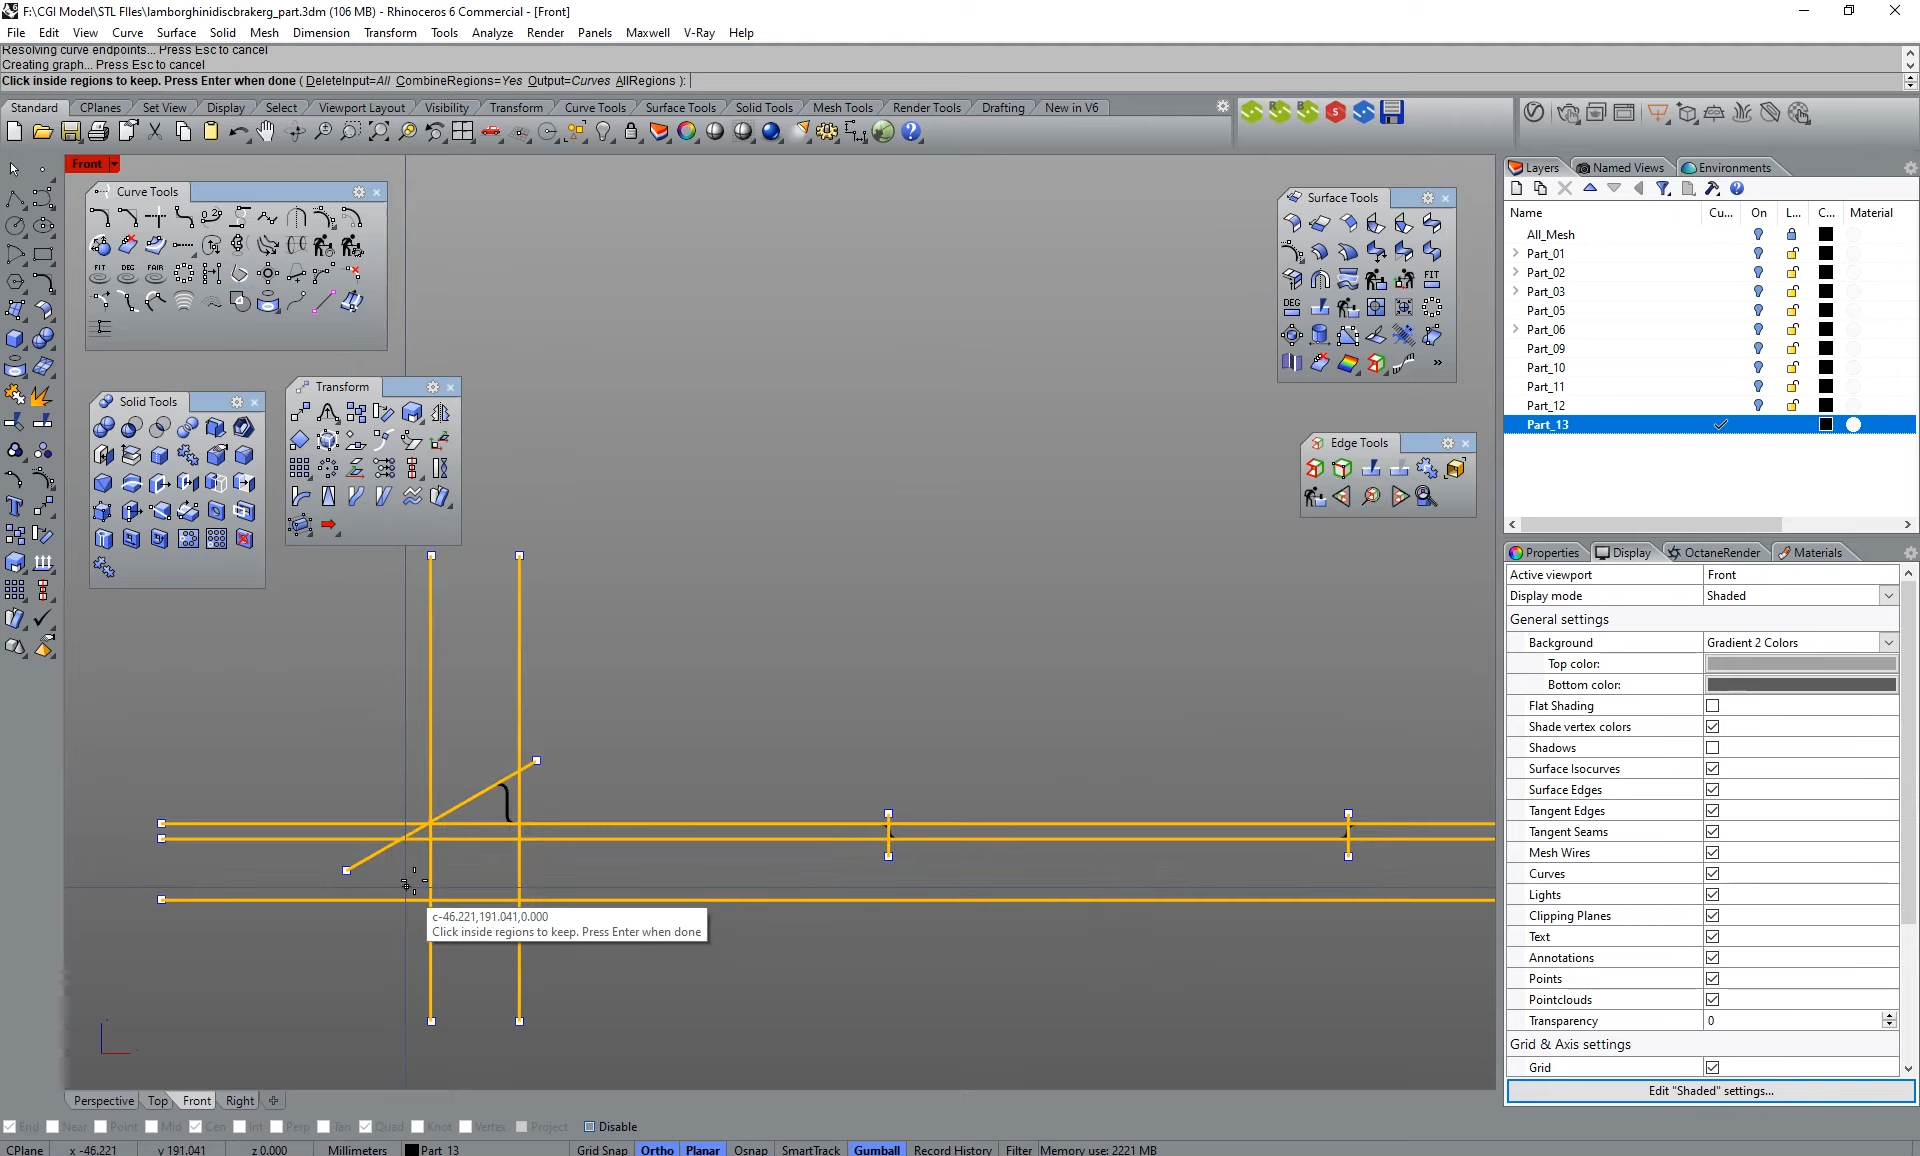 F:\CGI Model\STL FIles\lamborghinidiscbrakerg_part.3dm (106 MB) - Rhinoceros 6 Commercial - [Front]
File Edit View Curve Surface Solid Mesh Dimension Transform Tools Analyze Render Panels Maxwell V-Ray Help
Resolving curve endpoints... Press Esc to cancel
Creating graph... Press Esc to cancel
Click inside regions to keep. Press Enter when done ( DeleteInput=All CombineRegions=Yes Output=Curves AllRegions ):
Standard CPlanes Set View Display Select Viewport Layout Visibility Transform Curve Tools Surface Tools Solid Tools Mesh Tools Render Tools Drafting New in V6
Front
Curve Tools
FIT DEG FAIR
Solid Tools
Transform
Surface Tools
FIT
DEG
Edge Tools
c-46.221,191.041,0.000
Click inside regions to keep. Press Enter when done
Layers Named Views Environments
Name Cu... On L... C... Material
All_Mesh
Part_01
Part_02
Part_03
Part_05
Part_06
Part_09
Part_10
Part_11
Part_12
Part_13
Properties Display OctaneRender Materials
Active viewport Front
Display mode Shaded
General settings
Background Gradient 2 Colors
Top color:
Bottom color:
Flat Shading
Shade vertex colors
Shadows
Surface Isocurves
Surface Edges
Tangent Edges
Tangent Seams
Mesh Wires
Curves
Lights
Clipping Planes
Text
Annotations
Points
Pointclouds
Transparency 0
Grid & Axis settings
Grid
Edit "Shaded" settings...
Perspective Top Front Right
End Near Point Mid Cen Int Perp Tan Quad Knot Vertex Project Disable
CPlane x -46.221 y 191.041 z 0.000 Millimeters Part_13 Grid Snap Ortho Planar Osnap SmartTrack Gumball Record History Filter Memory use: 2221 MB